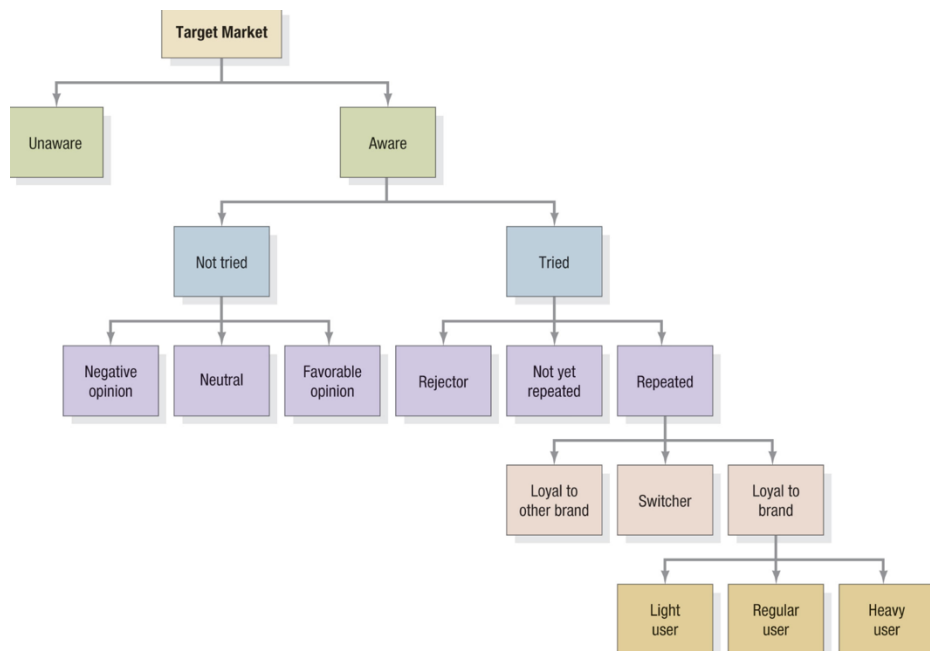 Target Market
Unaware
Aware
Not tried
Tried
Negative
opinion
Neutral
Favorable
opinion
Rejector
Not yet
repeated
Repeated
Loyal to
other brand
Switcher
Loyal to
brand
Light
user
Regular
user
Heavy
user